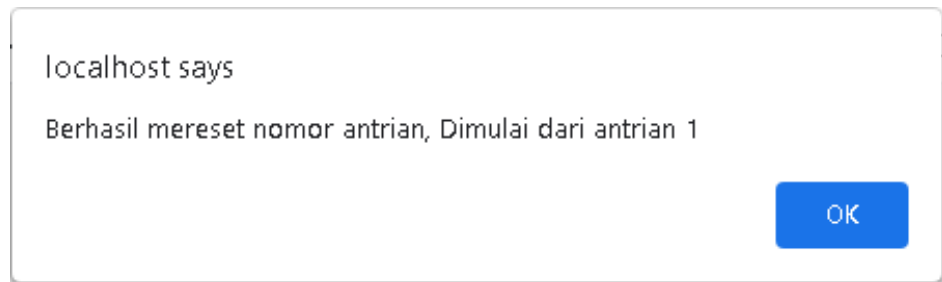 localhost says
Berhasil mereset nomor antrian, Dimulai dari antrian 1
OK